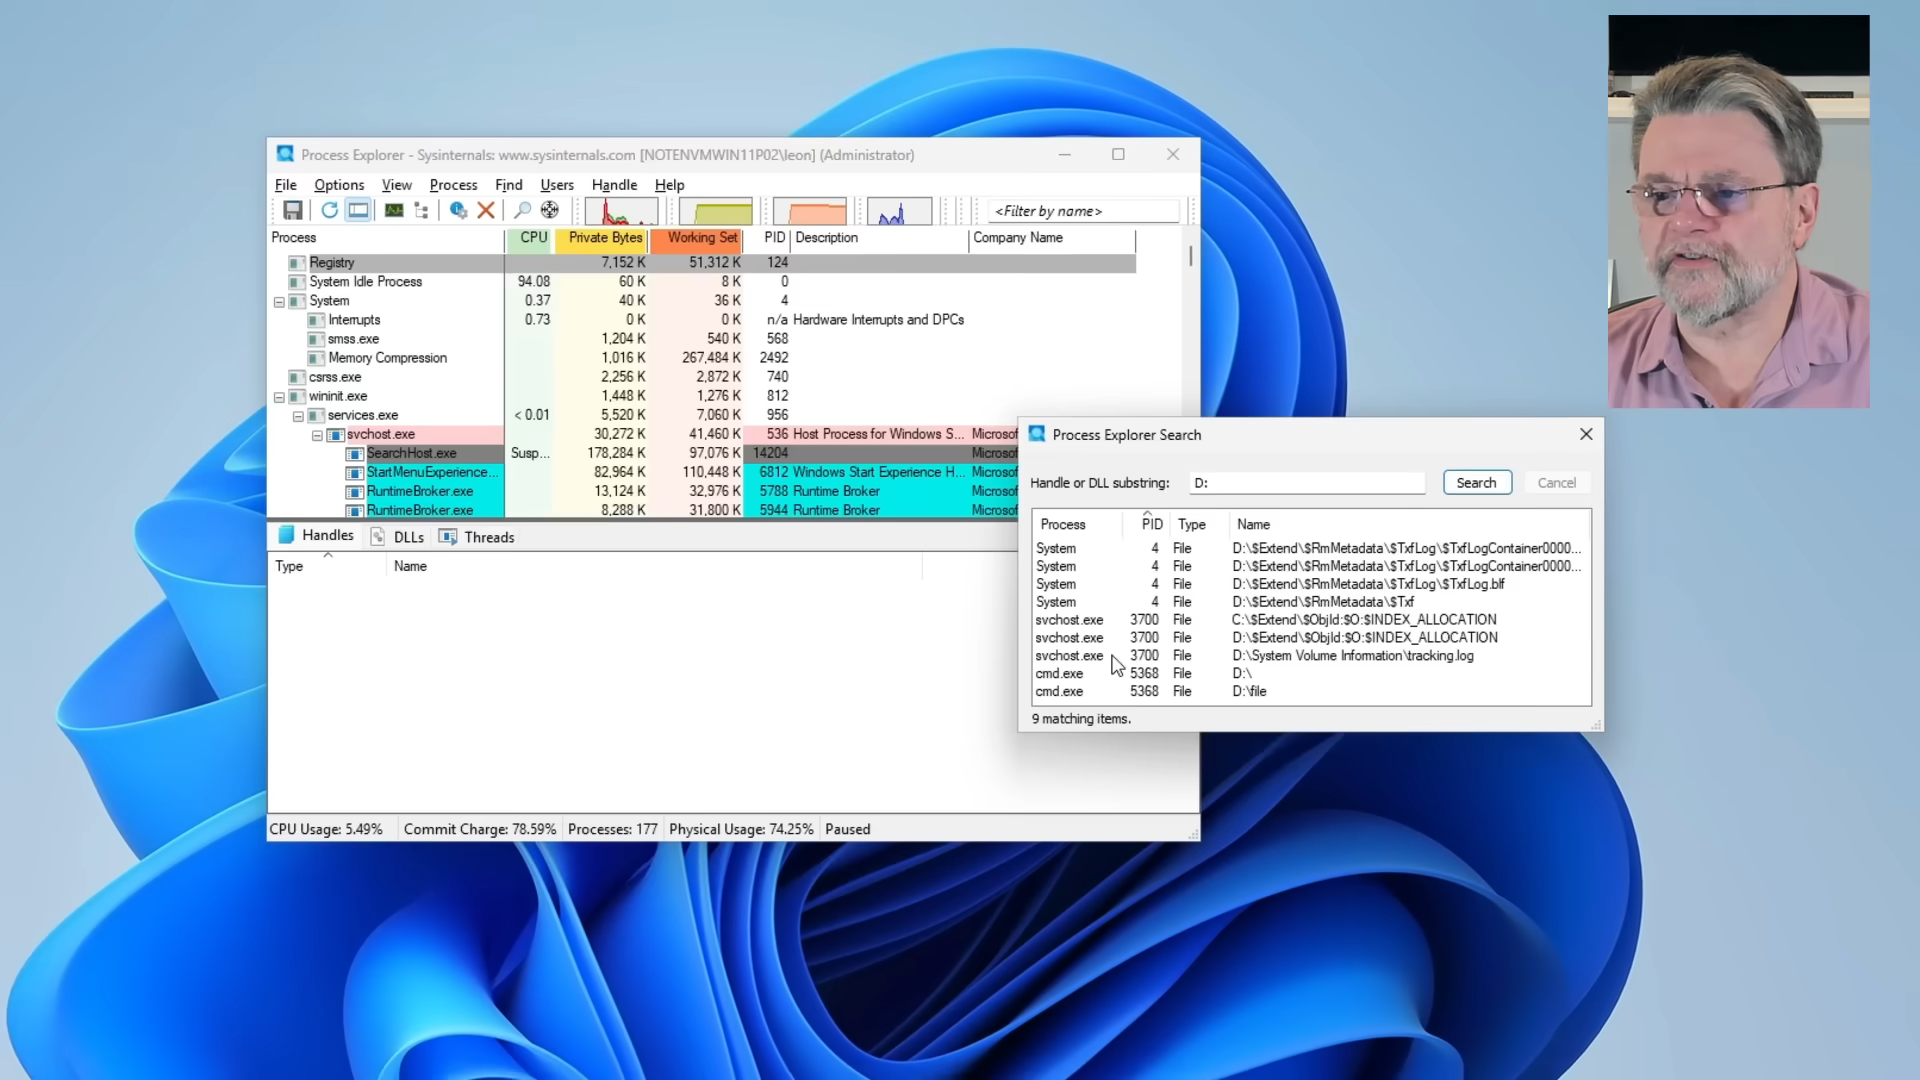 Process Explorer - Sysinternals: www.sysinternals.com [NOTENVMWIN11P02\leon] (Administrator)
File Options View Process Find Users Handle Help
<Filter by name>
Process CPU Private Bytes Working Set PID Description Company Name
Registry 7,152 K 51,312 K 124
System Idle Process 94.08 60 K 8 K 0
System 0.37 40 K 36 K 4
Interrupts 0.73 0 K 0 K n/a Hardware Interrupts and DPCs
smss.exe 1,204 K 540 K 568
Memory Compression 1,016 K 267,484 K 2492
csrss.exe 2,256 K 2,872 K 740
wininit.exe 1,448 K 1,276 K 812
services.exe < 0.01 5,520 K 7,060 K 956
svchost.exe 30,272 K 41,460 K 536 Host Process for Windows S... Microsof
SearchHost.exe Susp... 178,284 K 97,076 K 14204 Microsof
StartMenuExperience... 82,964 K 110,448 K 6812 Windows Start Experience H... Microsof
RuntimeBroker.exe 13,124 K 32,976 K 5788 Runtime Broker Microsof
RuntimeBroker.exe 8,288 K 31,800 K 5944 Runtime Broker Microsof
Handles DLLs Threads
Type Name
CPU Usage: 5.49% Commit Charge: 78.59% Processes: 177 Physical Usage: 74.25% Paused
Process Explorer Search
Handle or DLL substring: D: Search Cancel
Process PID Type Name
System 4 File D:\$Extend\$RmMetadata\$TxfLog\$TxfLogContainer0000...
System 4 File D:\$Extend\$RmMetadata\$TxfLog\$TxfLogContainer0000...
System 4 File D:\$Extend\$RmMetadata\$TxfLog\$TxfLog.blf
System 4 File D:\$Extend\$RmMetadata\$Txf
svchost.exe 3700 File C:\$Extend\$ObjId:$O:$INDEX_ALLOCATION
svchost.exe 3700 File D:\$Extend\$ObjId:$O:$INDEX_ALLOCATION
svchost.exe 3700 File D:\System Volume Information\tracking.log
cmd.exe 5368 File D:\
cmd.exe 5368 File D:\file
9 matching items.